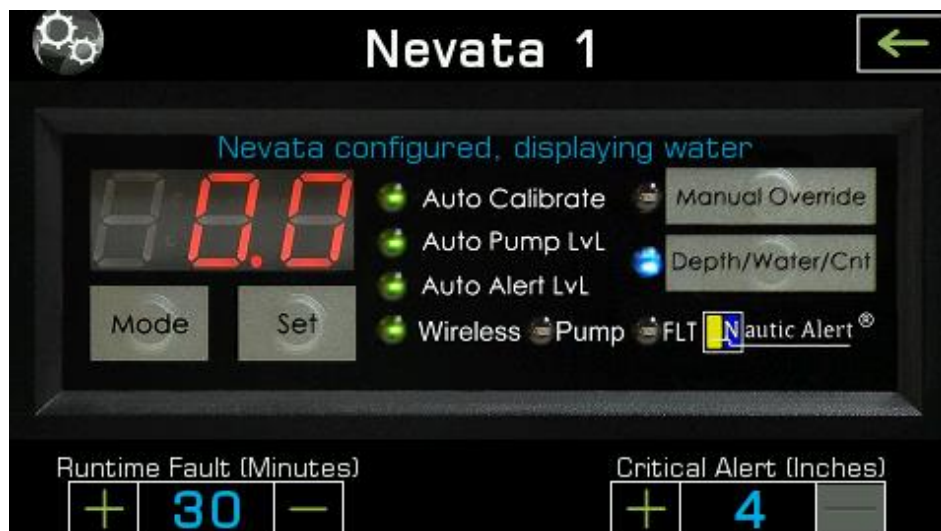 Nevata 1
Nevata configured, displaying water
0.0
Auto Calibrate
Manual Override
Auto Pump LvL
Depth/Water/Cnt
Auto Alert LvL
Mode
Set
Wireless Pump FLT Nautic Alert®
Runtime Fault (Minutes)
+ 30 −
Critical Alert (Inches)
+ 4 −